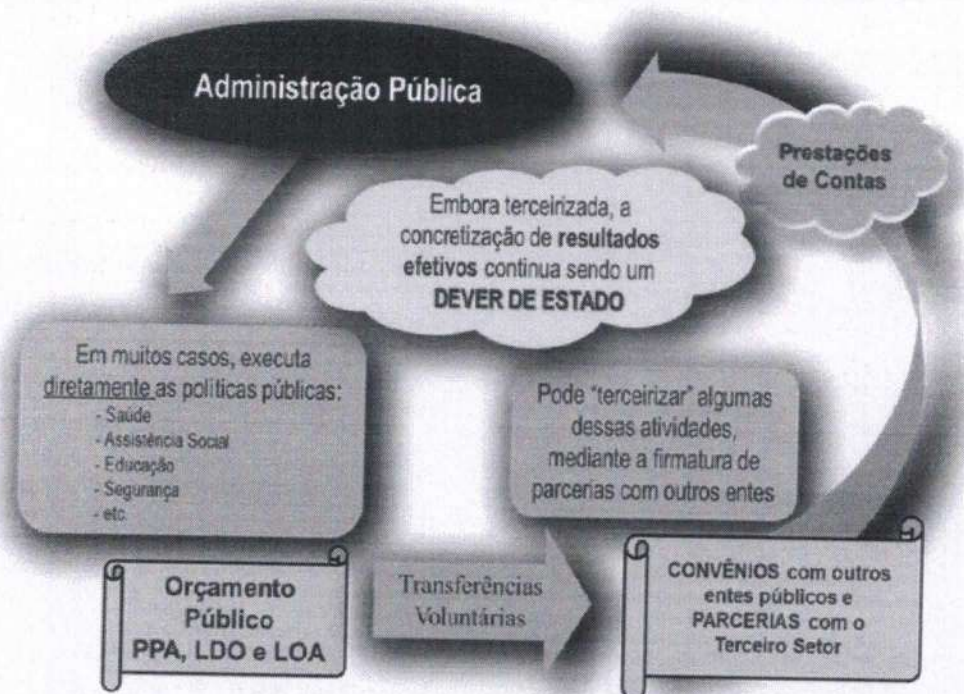 Administração Pública
Prestações
de Contas
Embora terceirizada, a
concretização de resultados
efetivos continua sendo um
DEVER DE ESTADO
Em muitos casos, executa
diretamente as políticas públicas:
- Saúde
- Assistência Social
- Educação
- Segurança
- etc.
Pode "terceirizar" algumas
dessas atividades,
mediante a firmatura de
parcerias com outros entes
Orçamento
Público
PPA, LDO e LOA
Transferências
Voluntárias
CONVÊNIOS com outros
entes públicos e
PARCERIAS com o
Terceiro Setor